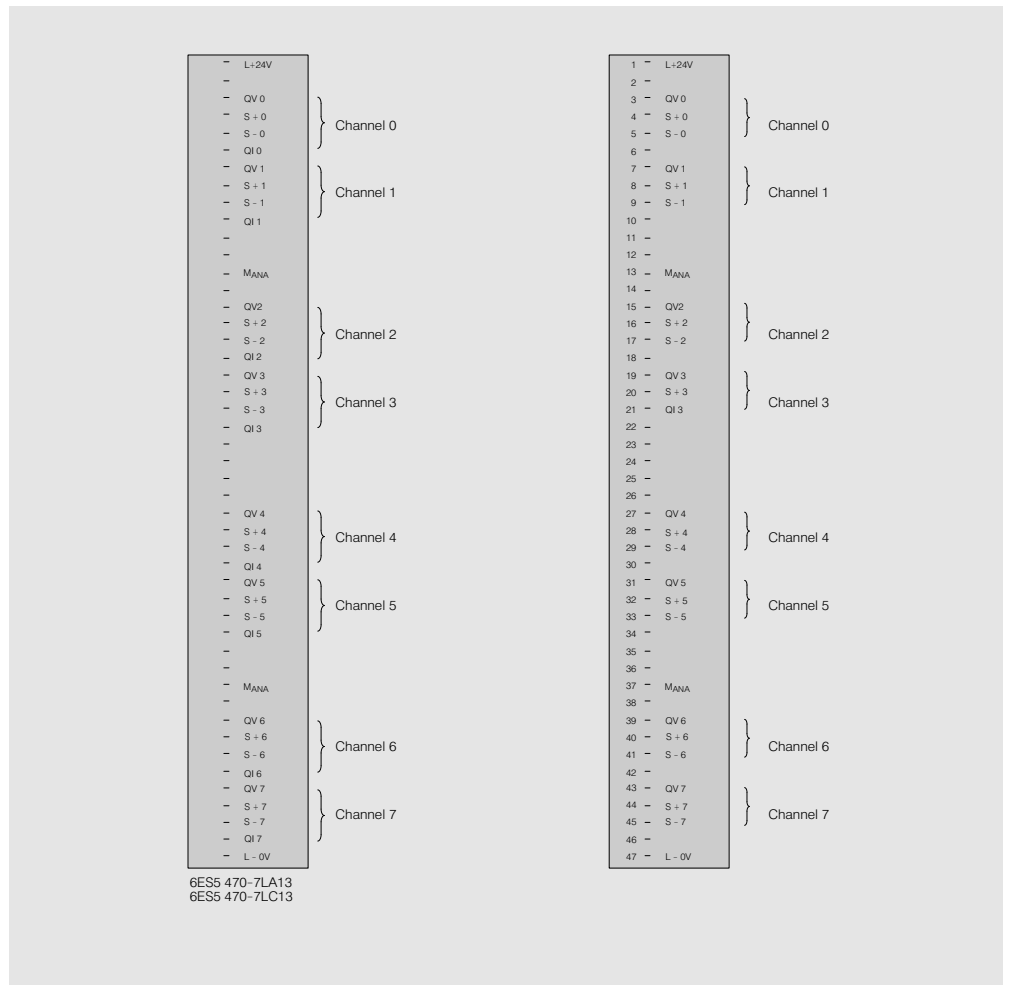 L+24V
QV 0
S + 0
S - 0
QI 0
Channel 0
QV 1
S + 1
S - 1
QI 1
Channel 1
MANA
QV2
S + 2
S - 2
QI 2
Channel 2
QV 3
S + 3
S - 3
QI 3
Channel 3
QV 4
S + 4
S - 4
QI 4
Channel 4
QV 5
S + 5
S - 5
QI 5
Channel 5
MANA
QV 6
S + 6
S - 6
QI 6
Channel 6
QV 7
S + 7
S - 7
QI 7
Channel 7
L - 0V
6ES5 470-7LA13
6ES5 470-7LC13
1 L+24V
2
3 QV 0
4 S + 0
5 S - 0
Channel 0
6
7 QV 1
8 S + 1
9 S - 1
Channel 1
10
11
12
13 MANA
14
15 QV2
16 S + 2
17 S - 2
Channel 2
18
19 QV 3
20 S + 3
21 QI 3
Channel 3
22
23
24
25
26
27 QV 4
28 S + 4
29 S - 4
Channel 4
30
31 QV 5
32 S + 5
33 S - 5
Channel 5
34
35
36
37 MANA
38
39 QV 6
40 S + 6
41 S - 6
Channel 6
42
43 QV 7
44 S + 7
45 S - 7
Channel 7
46
47 L - 0V